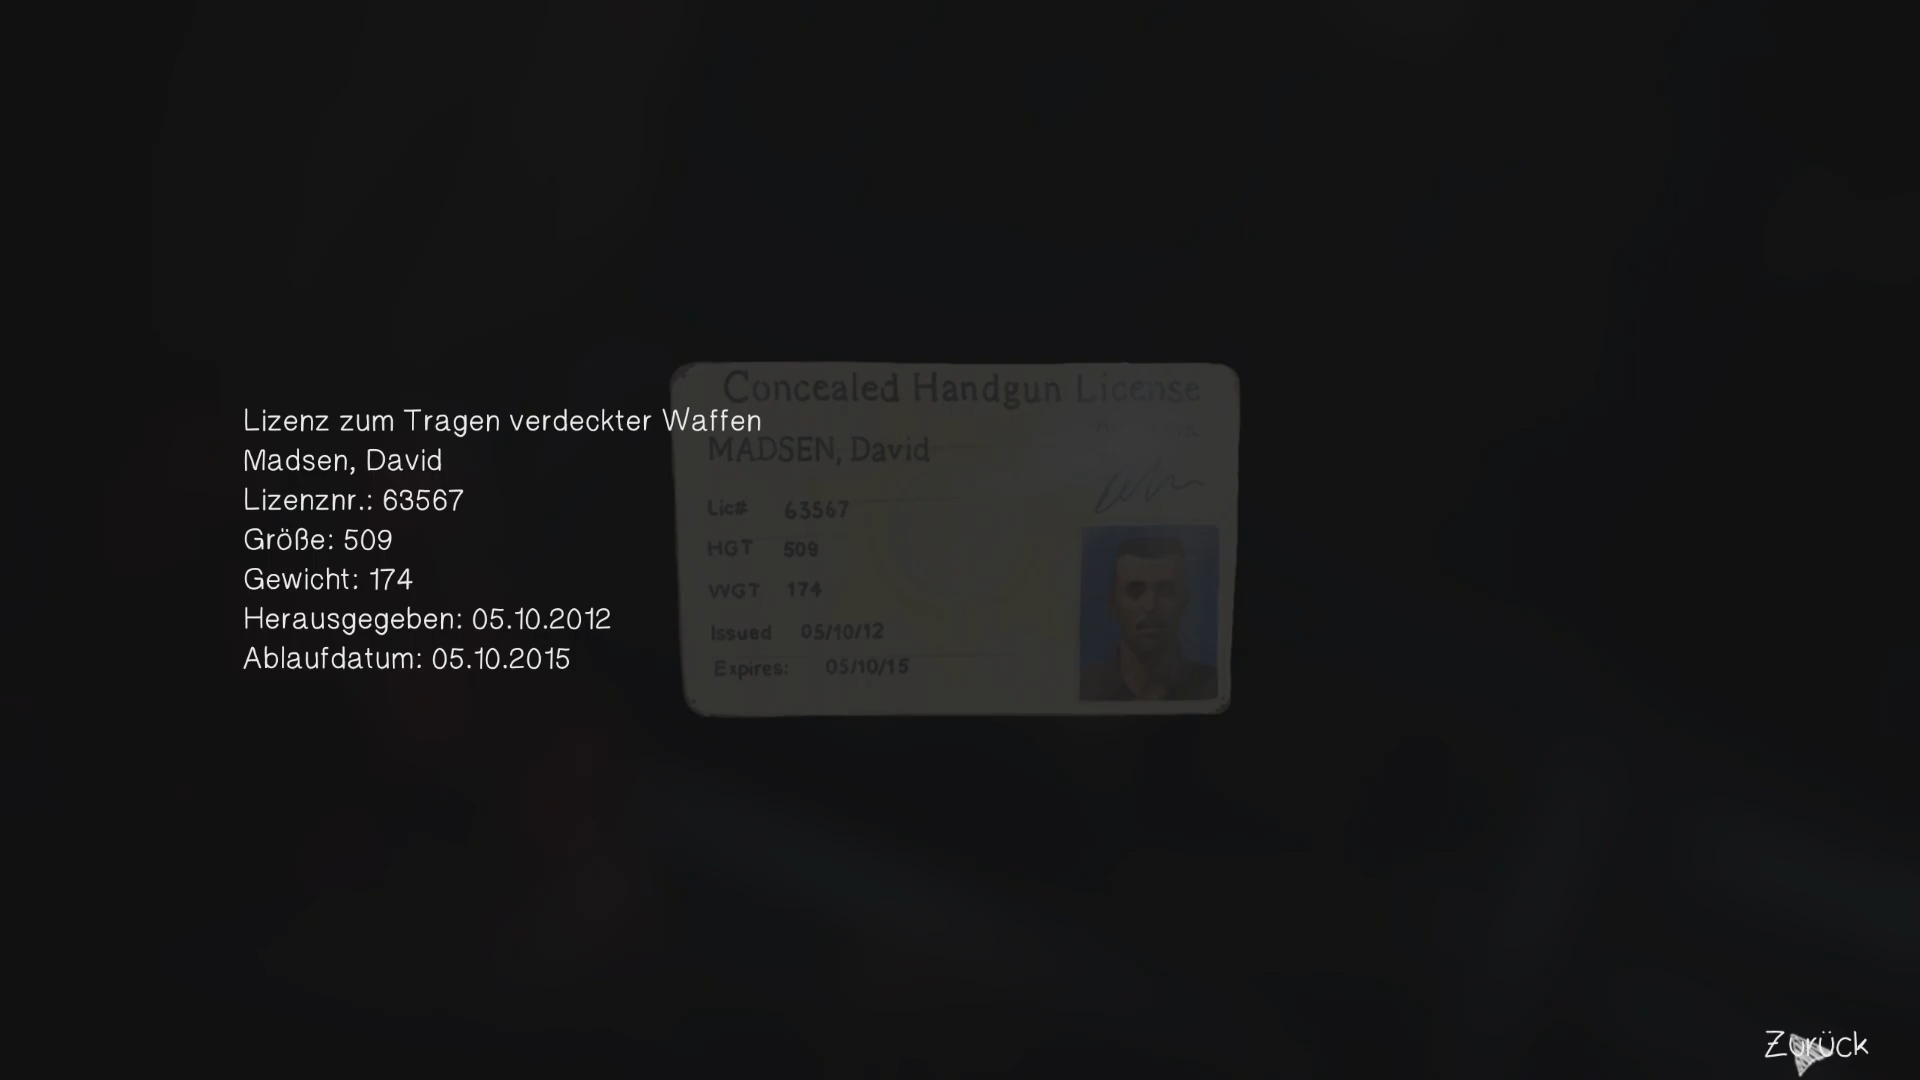 Lizenz zum Tragen verdeckter Waffen
Madsen, David
Lizenznr.: 63567
Größe: 509
Gewicht: 174
Herausgegeben: 05.10.2012
Ablaufdatum: 05.10.2015
Concealed Handgun License
MADSEN, David
Lic# 63567
HGT 509
WGT 174
Issued 05/10/12
Expires: 05/10/15
Zurück